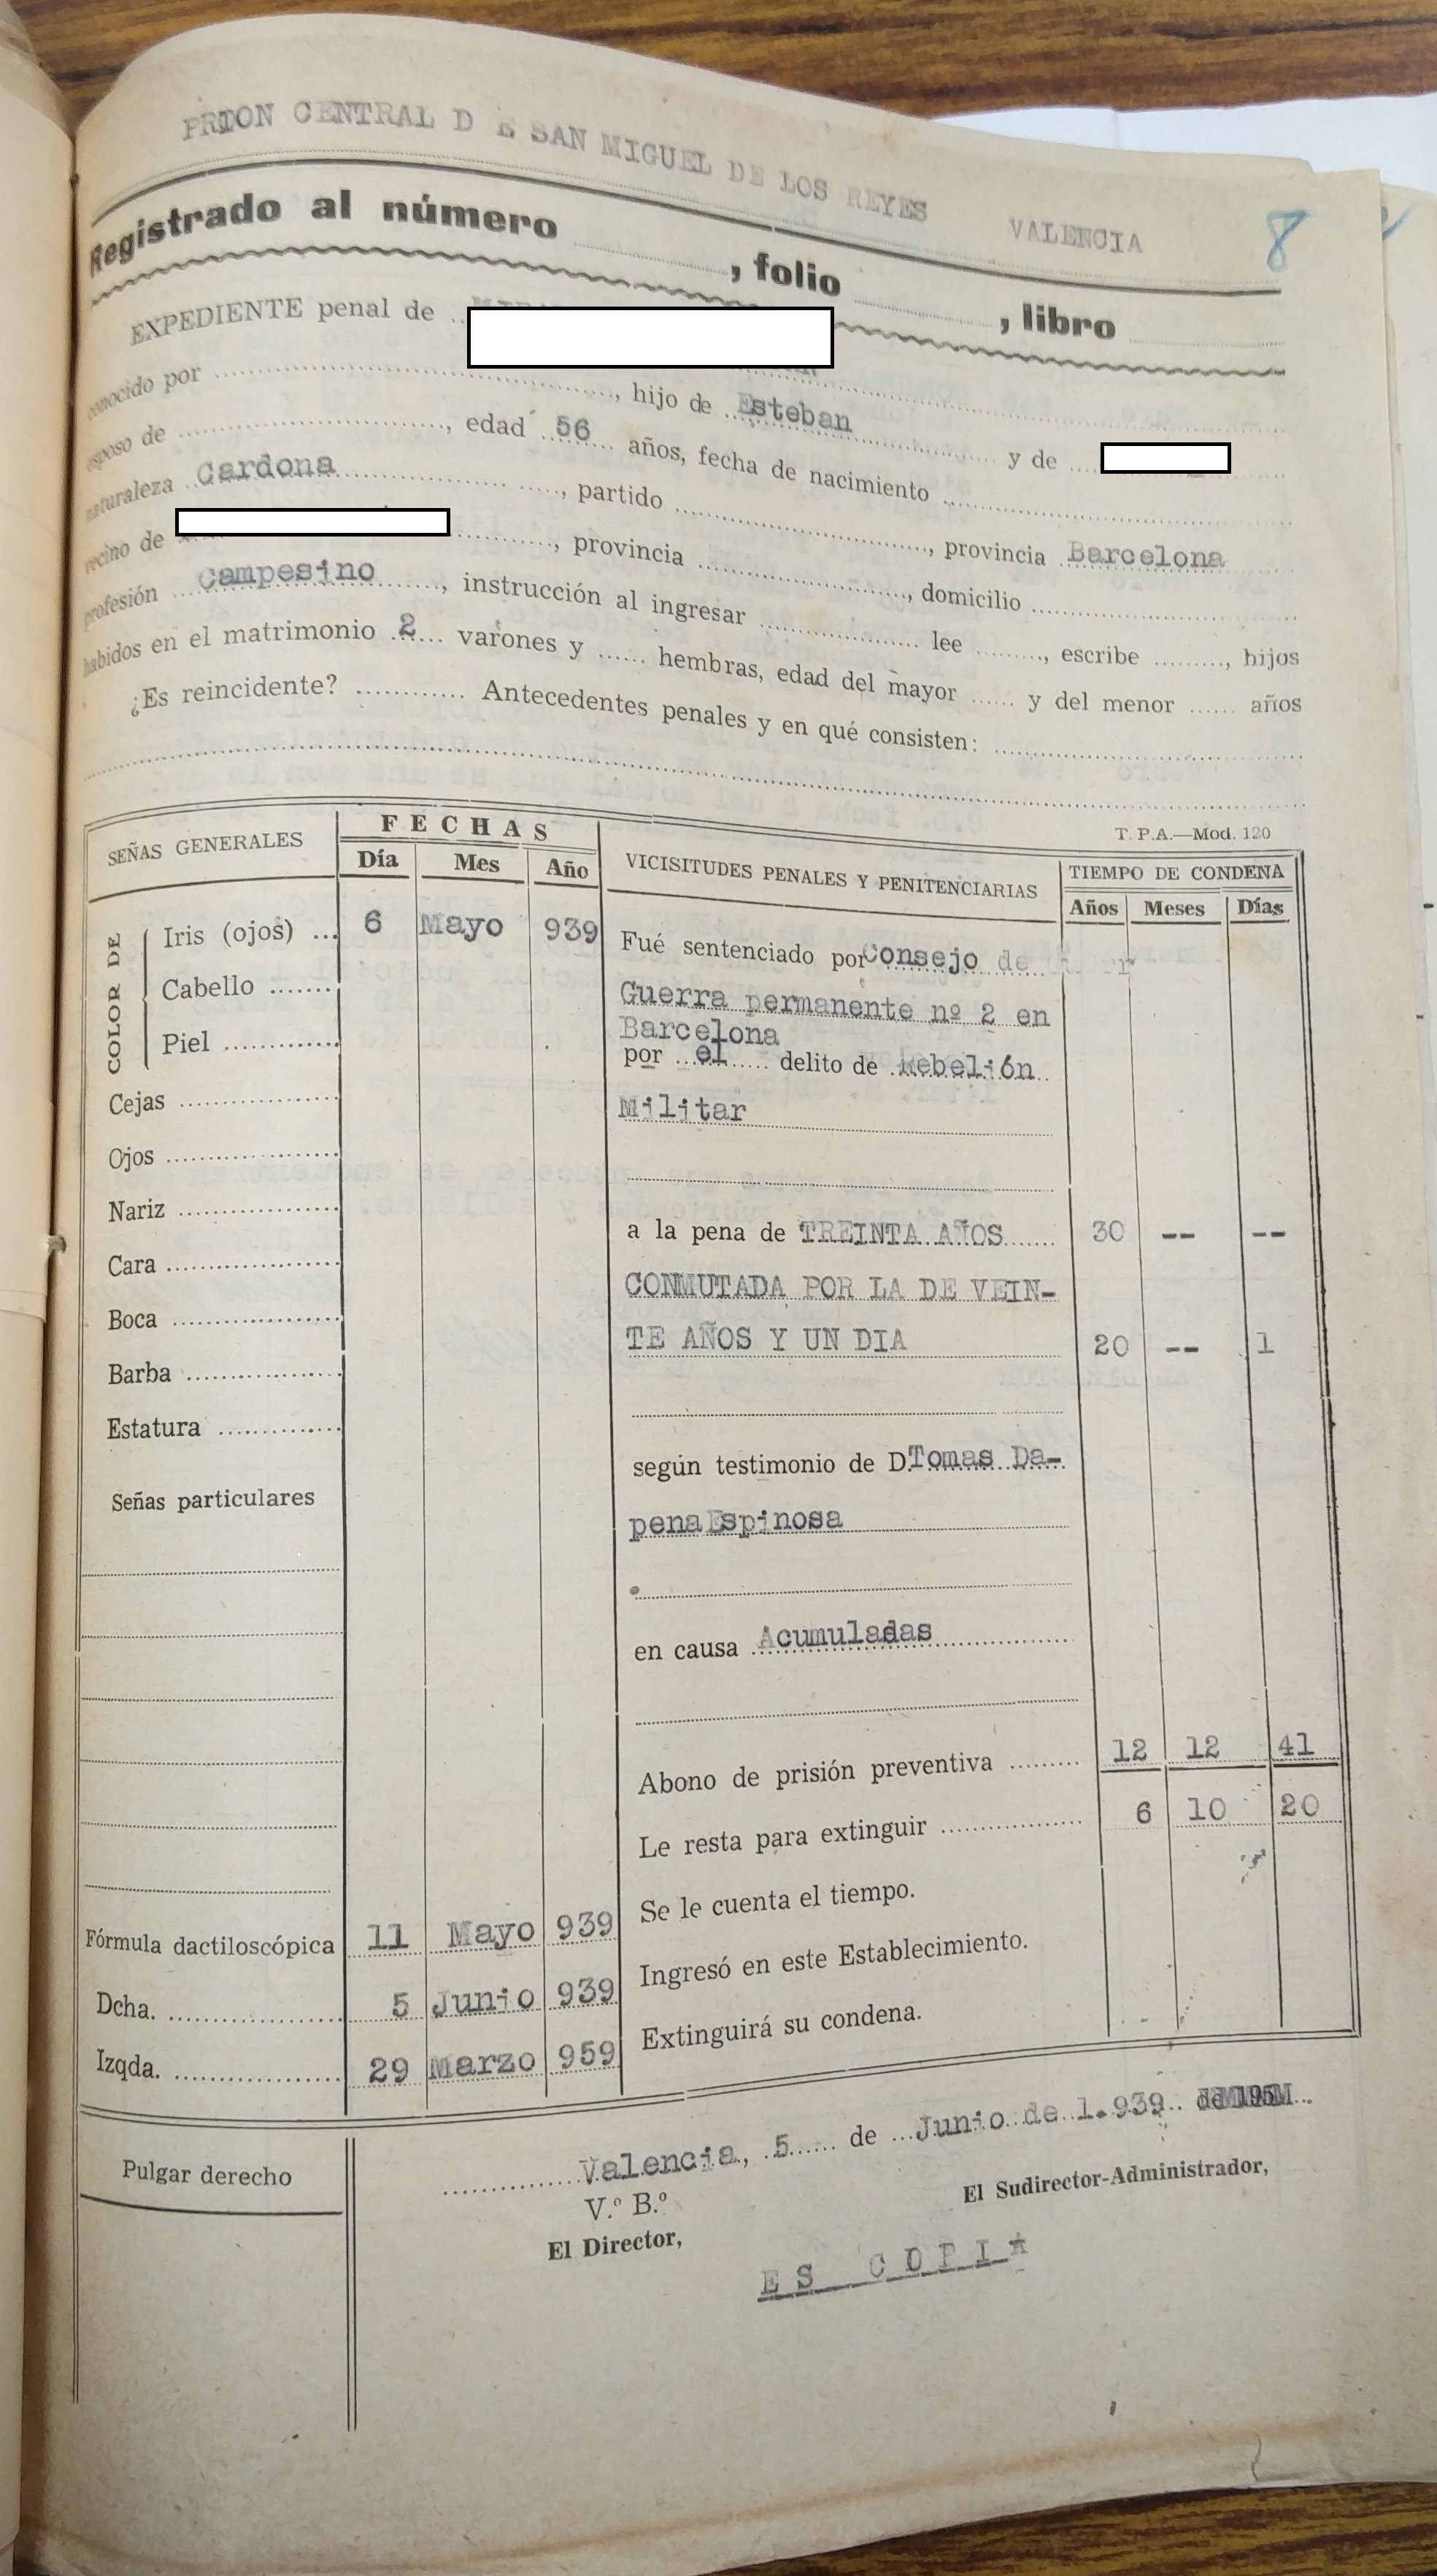 PRION CENTRAL D E SAN MIGUEL DE LOS REYES VALENCIA
8
Registrado al número ............, folio ............, libro ............
EXPEDIENTE penal de ..
conocido por ............, hijo de Esteban ............ y de ....
esposo de ............, edad 56 años, fecha de nacimiento ............
naturaleza Cardona ............, partido ............, provincia Barcelona
vecino de ............, provincia ............, domicilio ............
profesión Campesino ............, instrucción al ingresar ............ lee ........., escribe ........., hijos
habidos en el matrimonio 2 varones y ...... hembras, edad del mayor ...... y del menor ...... años
¿Es reincidente? ............ Antecedentes penales y en qué consisten: ............
T. P. A.—Mod. 120
SEÑAS GENERALES FECHAS VICISITUDES PENALES Y PENITENCIARIAS TIEMPO DE CONDENA
Día Mes Año Años Meses Días
COLOR DE
Iris (ojos) ... 6 Mayo 939 Fué sentenciado por Consejo de
Cabello ....... Guerra permanente nº 2 en
Barcelona
Piel ............ por el delito de Rebelión
Cejas ............ Militar
Ojos ............
Nariz ............ a la pena de TREINTA AÑOS 30 -- --
Cara ............ CONMUTADA POR LA DE VEIN-
Boca ............ TE AÑOS Y UN DIA 20 -- 1
Barba ............
Estatura ............ según testimonio de D. Tomas Da-
Señas particulares pena Espinosa
en causa Acumuladas
Abono de prisión preventiva ......... 12 12 41
Le resta para extinguir ............ 6 10 20
Fórmula dactiloscópica 11 Mayo 939 Se le cuenta el tiempo.
Dcha. ............ 5 Junio 939 Ingresó en este Establecimiento.
Izqda. ............ 29 Marzo 959 Extinguirá su condena.
Valencia, 5 de Junio de 1.939 de 195
Pulgar derecho
V.º B.º
El Director, El Sudirector-Administrador,
ES COPIA